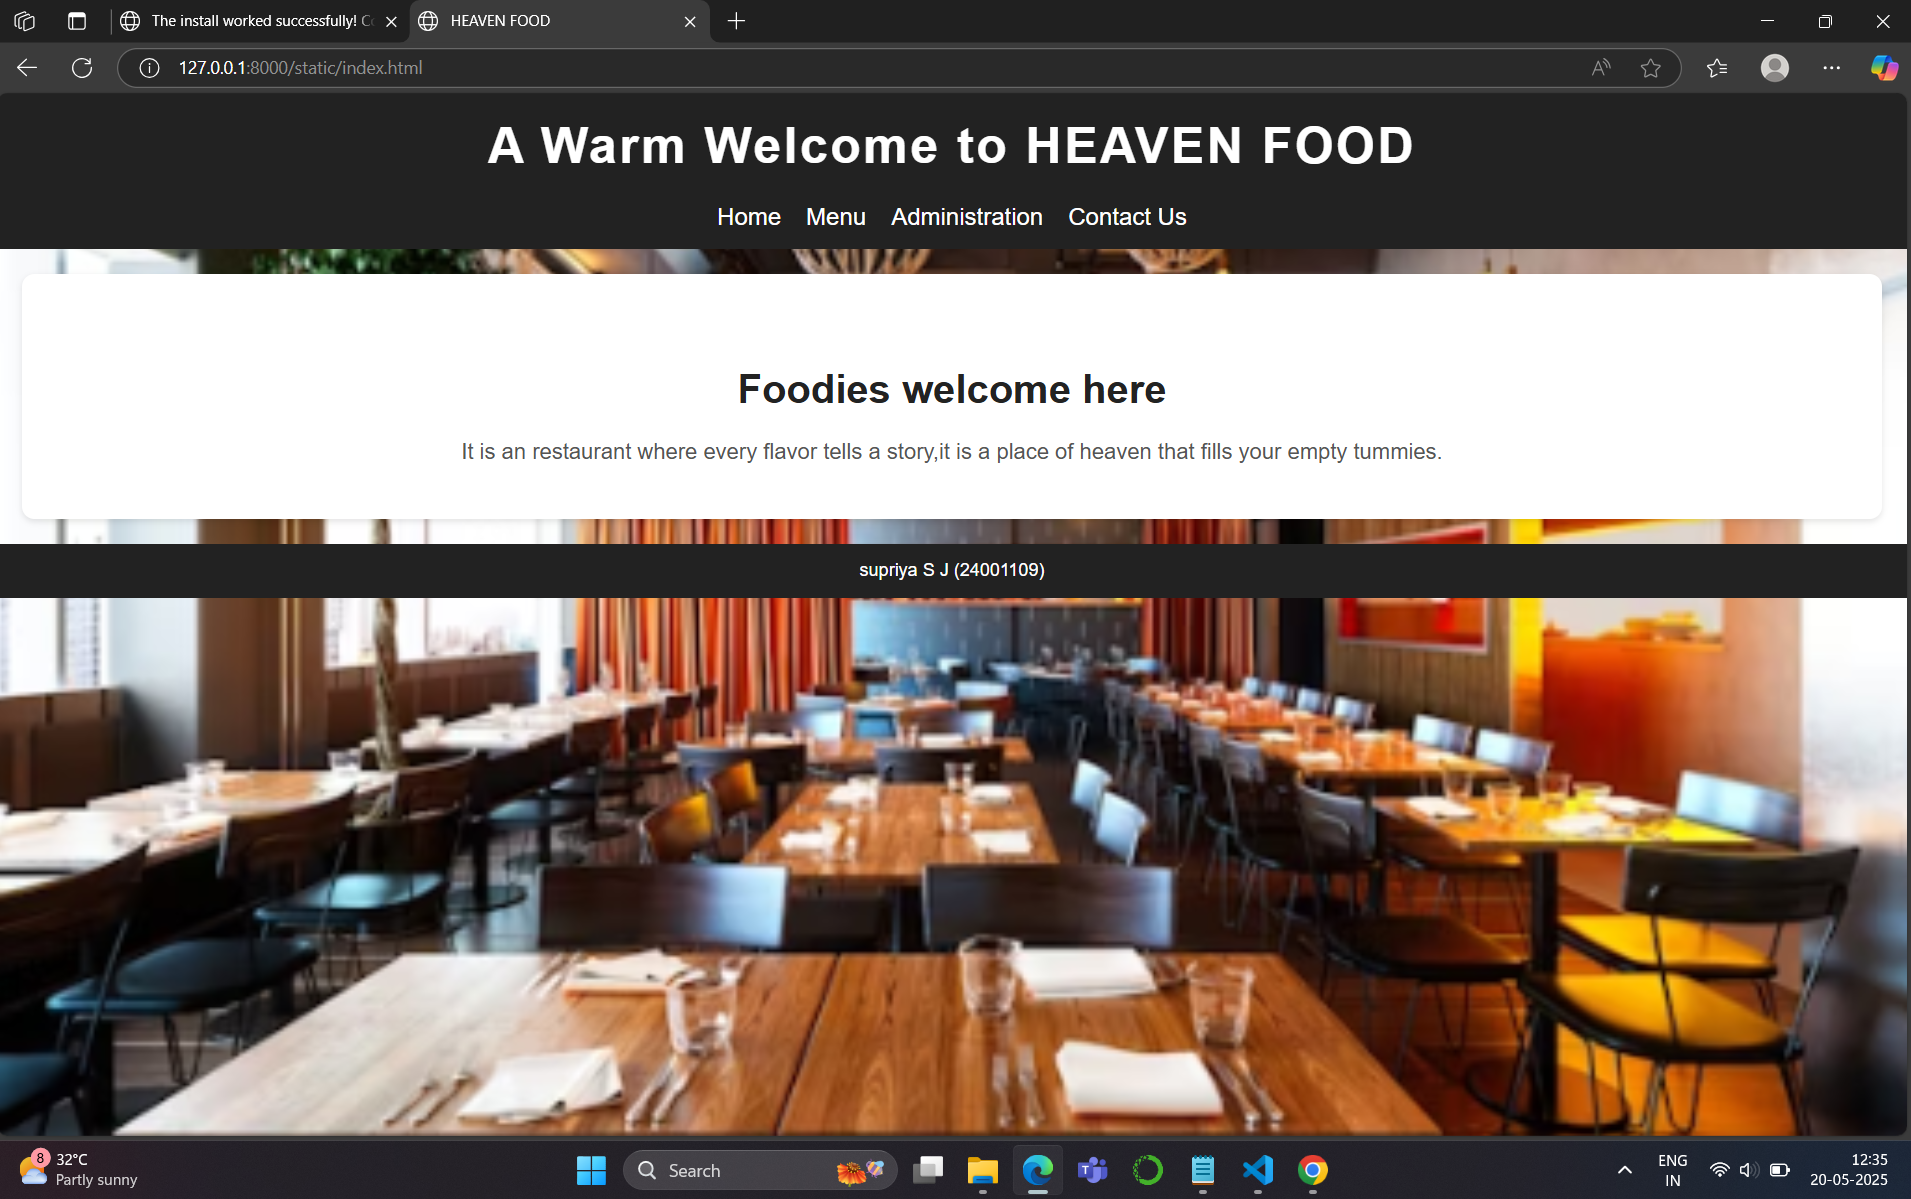 The install worked successfully! C
HEAVEN FOOD
127.0.0.1:8000/static/index.html
A Warm Welcome to HEAVEN FOOD
Home Menu Administration Contact Us
Foodies welcome here
It is an restaurant where every flavor tells a story,it is a place of heaven that fills your empty tummies.
supriya S J (24001109)
8
32°C
Partly sunny
Search
ENG
IN
12:35
20-05-2025